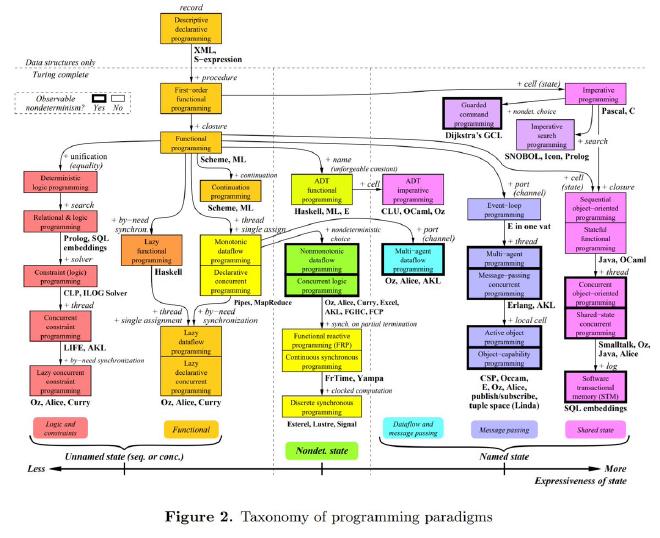 record
Descriptive
declarative
programming
XML,
S−expression
Data structures only
Turing complete
+ procedure
Observable
nondeterminism?
Yes
No
First−order
functional
programming
+ closure
Functional
programming
+ cell (state)
Imperative
programming
Pascal, C
+ nondet. choice
Guarded
command
programming
Dijkstra's GCL
+ search
Imperative
search
programming
SNOBOL, Icon, Prolog
+ unification
(equality)
Deterministic
logic programming
+ search
Relational & logic
programming
Prolog, SQL
embeddings
+ solver
Constraint (logic)
programming
CLP, ILOG Solver
+ thread
Concurrent
constraint
programming
LIFE, AKL
+ by−need synchronization
Lazy concurrent
constraint
programming
Oz, Alice, Curry
Logic and
constraints
Scheme, ML
+ continuation
Continuation
programming
Scheme, ML
+ by−need
synchron.
Lazy
functional
programming
Haskell
+ thread
+ single assign.
Monotonic
dataflow
programming
Declarative
concurrent
programming
Pipes, MapReduce
+ thread
+ single assignment
+ by−need
synchronization
Lazy
dataflow
programming
Lazy
declarative
concurrent
programming
Oz, Alice, Curry
Functional
+ name
(unforgeable constant)
ADT
functional
programming
Haskell, ML, E
+ cell
ADT
imperative
programming
CLU, OCaml, Oz
+ nondeterministic
choice
Nonmonotonic
dataflow
programming
Concurrent logic
programming
Oz, Alice, Curry, Excel,
AKL, FGHC, FCP
+ synch. on partial termination
Functional reactive
programming (FRP)
Continuous synchronous
programming
FrTime, Yampa
+ clocked computation
Discrete synchronous
programming
Esterel, Lustre, Signal
Nondet. state
+ port
(channel)
Multi−agent
dataflow
programming
Oz, Alice, AKL
Dataflow and
message passing
+ port
(channel)
Event−loop
programming
E in one vat
+ thread
Multi−agent
programming
Message−passing
concurrent
programming
Erlang, AKL
+ local cell
Active object
programming
Object−capability
programming
CSP, Occam,
E, Oz, Alice,
publish/subscribe,
tuple space (Linda)
Message passing
+ cell
(state)
+ closure
Sequential
object−oriented
programming
Stateful
functional
programming
Java, OCaml
+ thread
Concurrent
object−oriented
programming
Shared−state
concurrent
programming
Smalltalk, Oz,
Java, Alice
+ log
Software
transactional
memory (STM)
SQL embeddings
Shared state
Unnamed state (seq. or conc.)
Named state
Less
More
Expressiveness of state
Figure 2. Taxonomy of programming paradigms